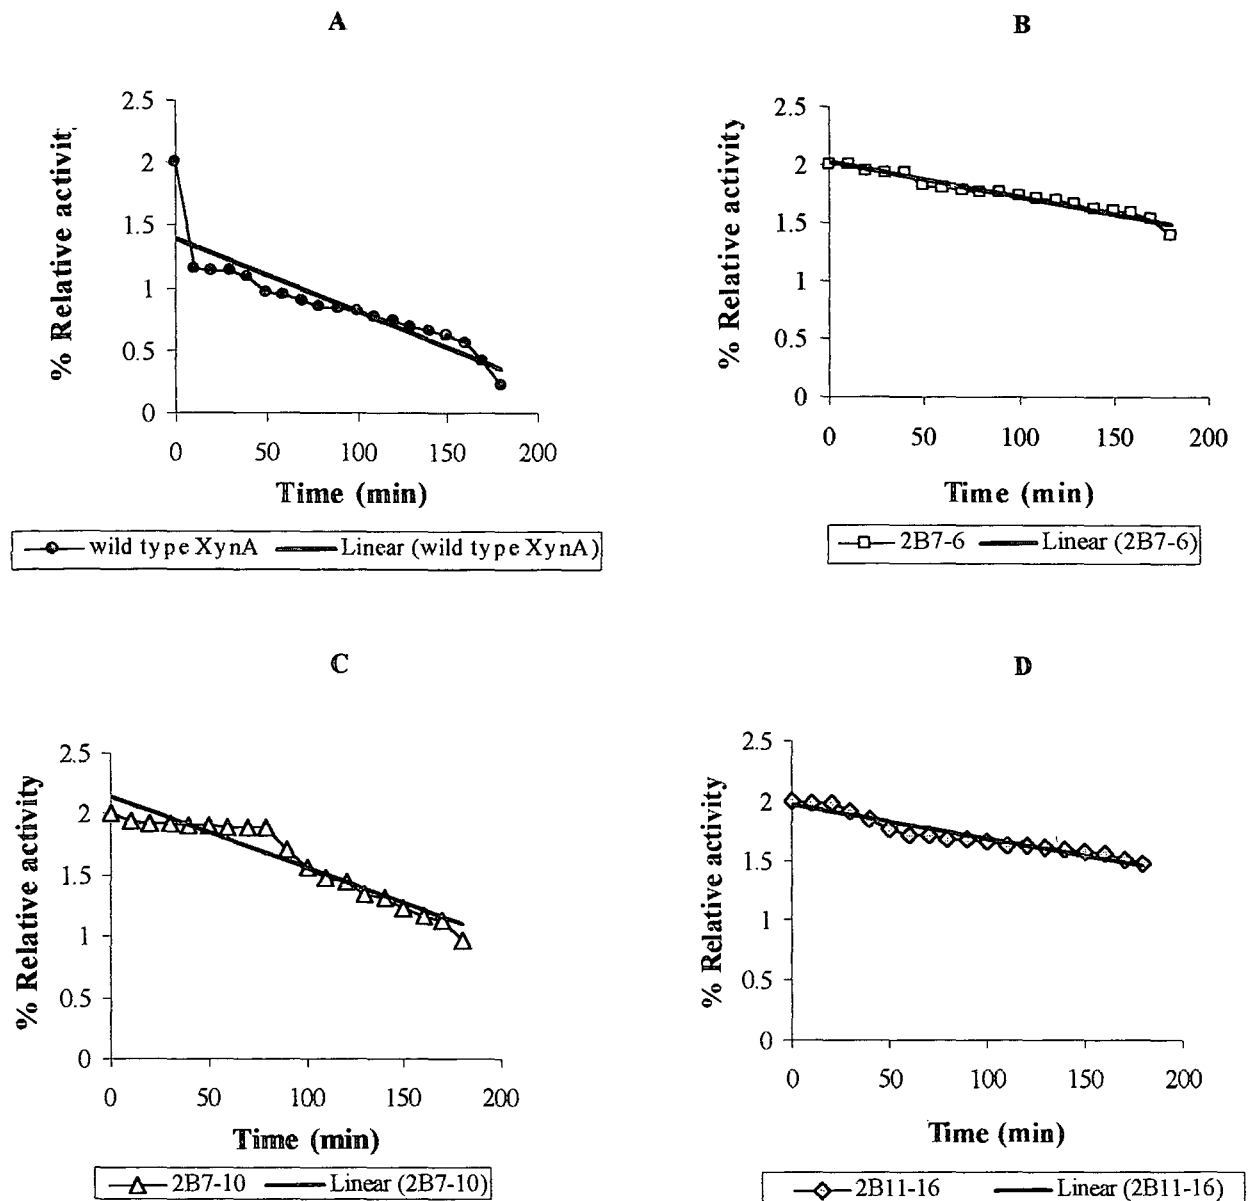 A
% Relative activit
2.5
2
1.5
1
0.5
0
0 50 100 150 200
Time (min)
wild type XynA Linear (wild type XynA)
B
% Relative activity
2.5
2
1.5
1
0.5
0
0 50 100 150 200
Time (min)
2B7-6 Linear (2B7-6)
C
% Relative activity
2.5
2
1.5
1
0.5
0
0 50 100 150 200
Time (min)
2B7-10 Linear (2B7-10)
D
% Relative activity
2.5
2
1.5
1
0.5
0
0 50 100 150 200
Time (min)
2B11-16 Linear (2B11-16)